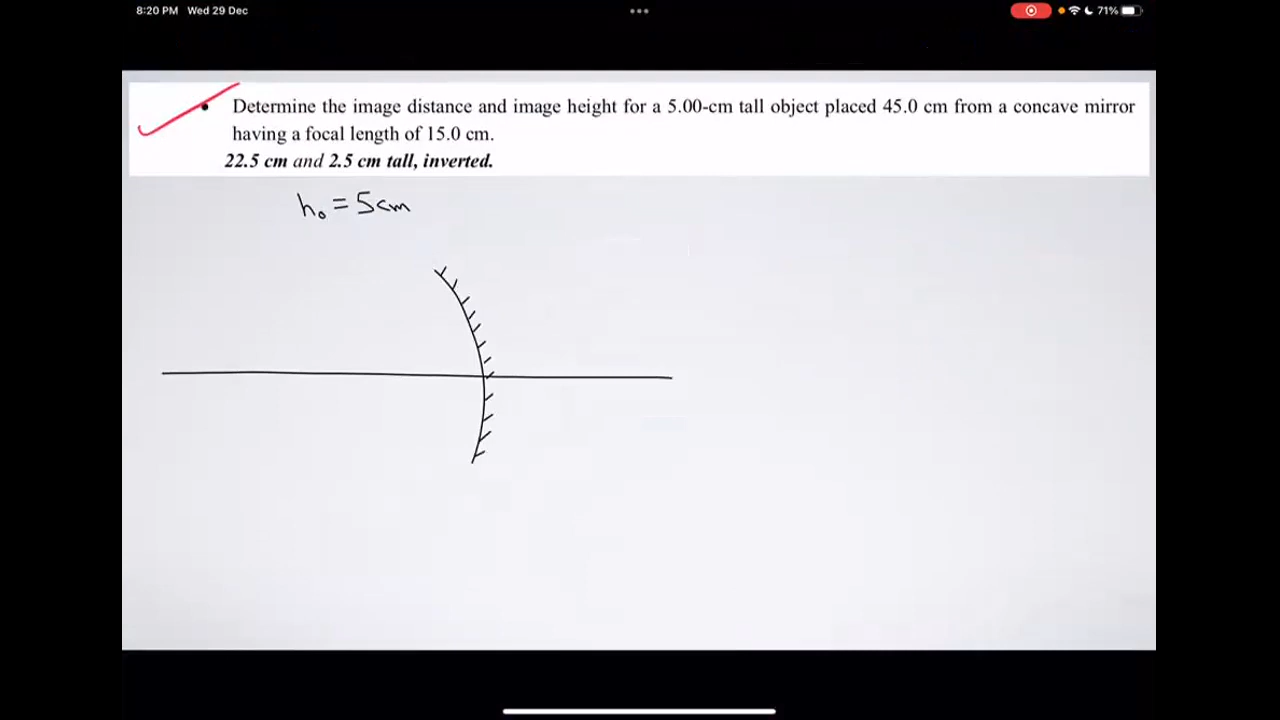 8:20 PM Wed 29 Dec
71%
• Determine the image distance and image height for a 5.00-cm tall object placed 45.0 cm from a concave mirror
having a focal length of 15.0 cm.
22.5 cm and 2.5 cm tall, inverted.
h₀ = 5cm